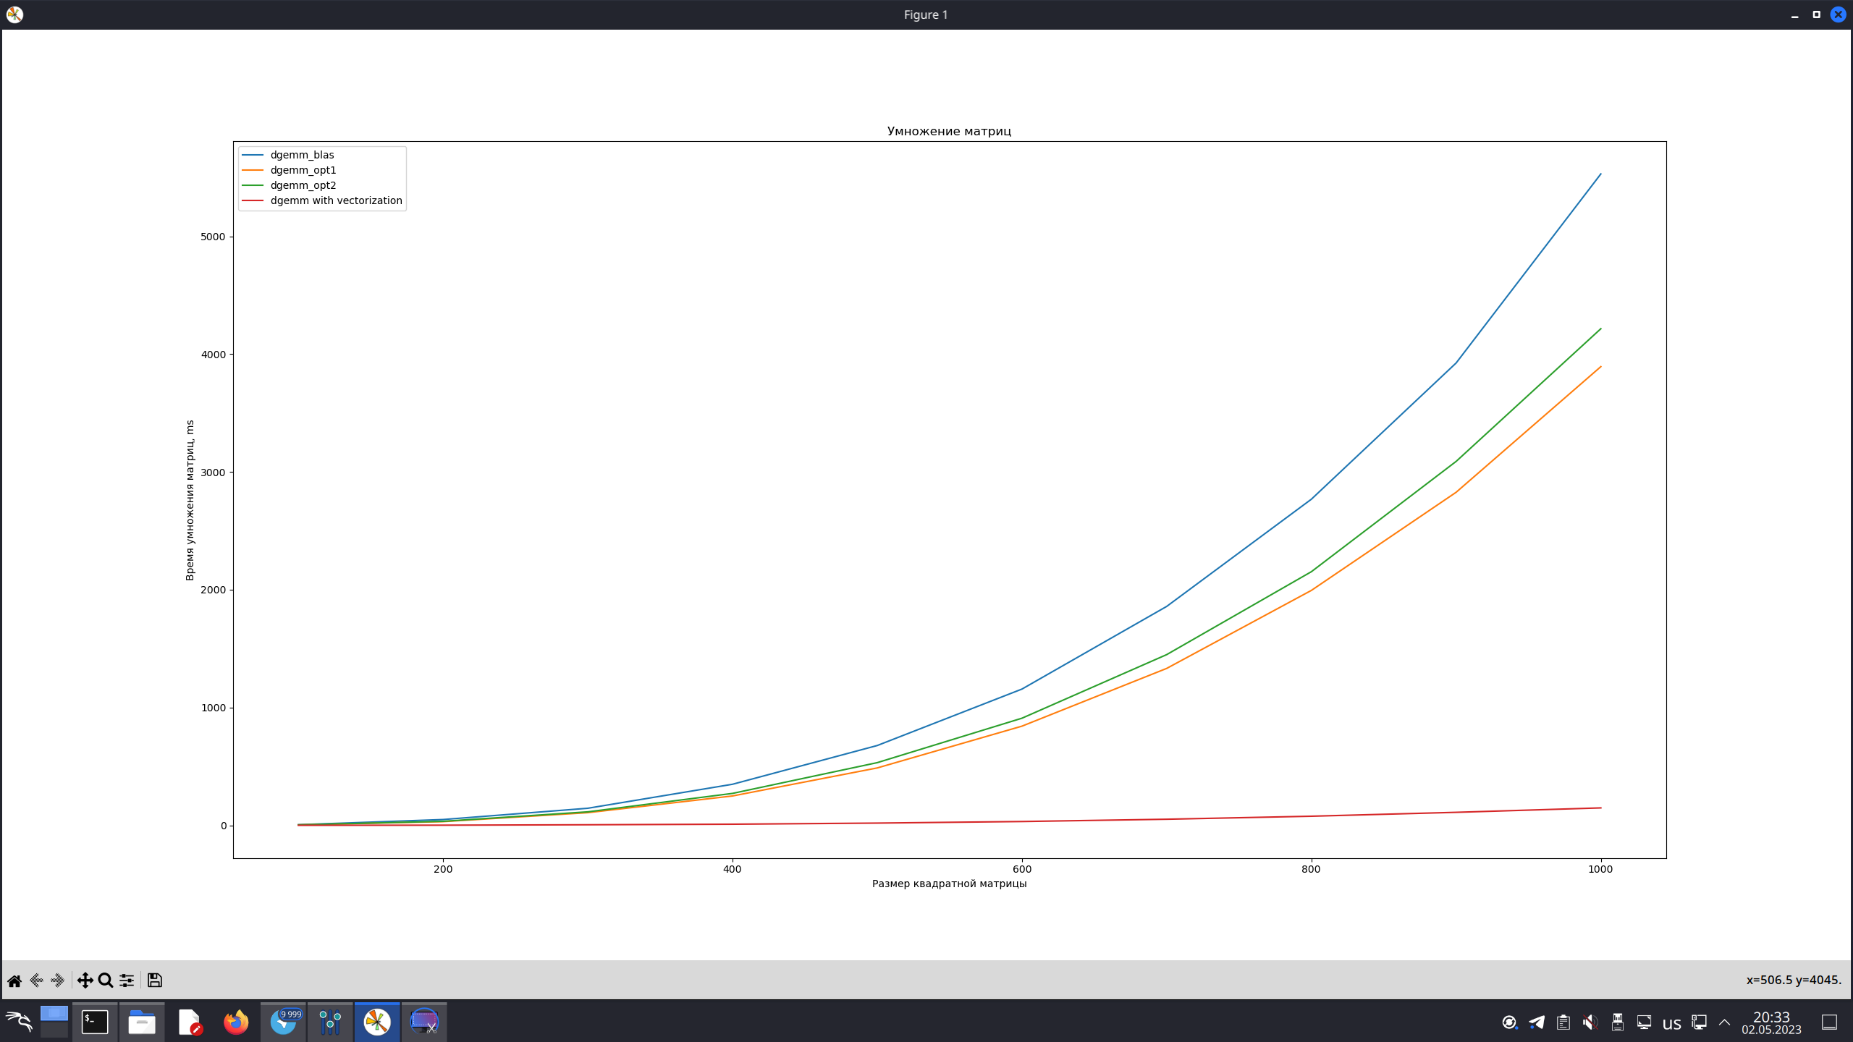 Figure 1
Умножение матриц
dgemm_blas
dgemm_opt1
dgemm_opt2
dgemm with vectorization
5000
4000
3000
2000
1000
0
Время умножения матриц, ms
200
400
600
800
1000
Размер квадратной матрицы
x=506.5 y=4045.
$_
9 999
us
20:33
02.05.2023